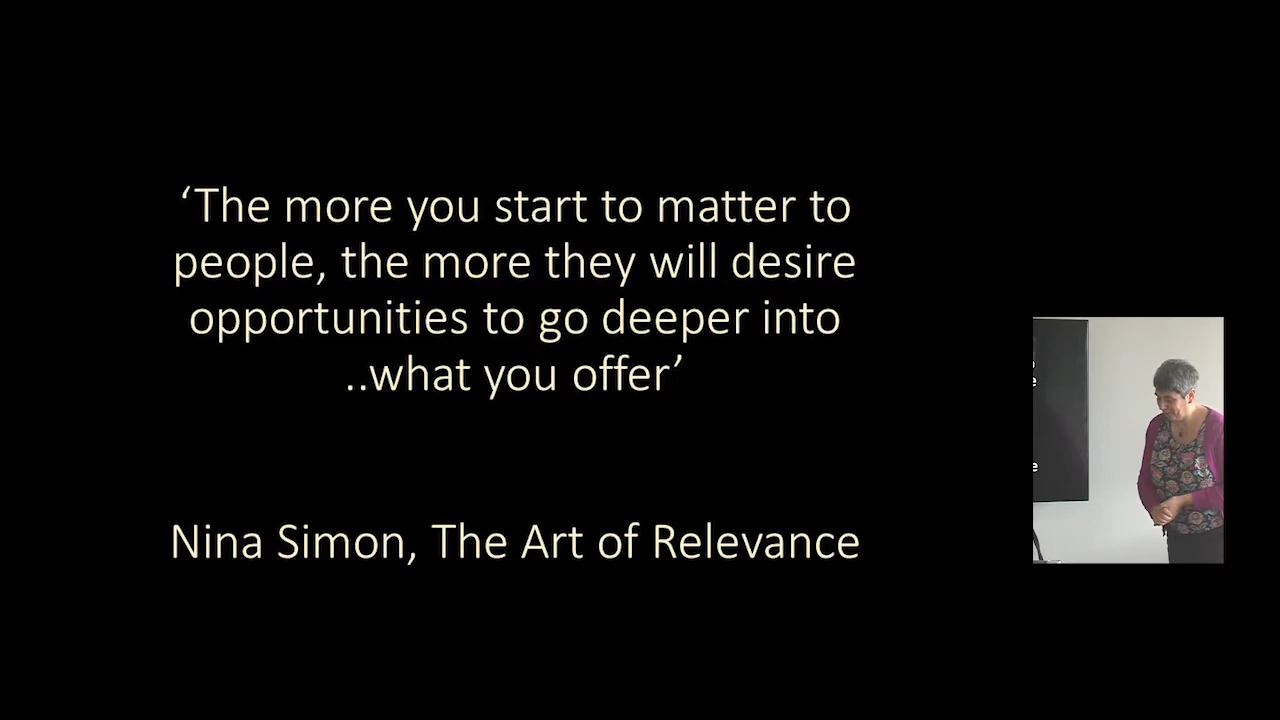 ‘The more you start to matter to
people, the more they will desire
opportunities to go deeper into
..what you offer’
Nina Simon, The Art of Relevance